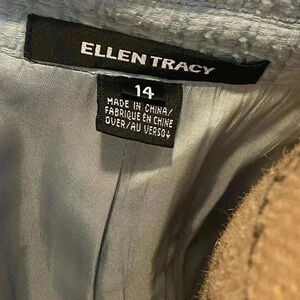 ELLEN TRACY
14
MADE IN CHINA/
FABRIQUÉ EN CHINE
OVER/AU VERSO↓